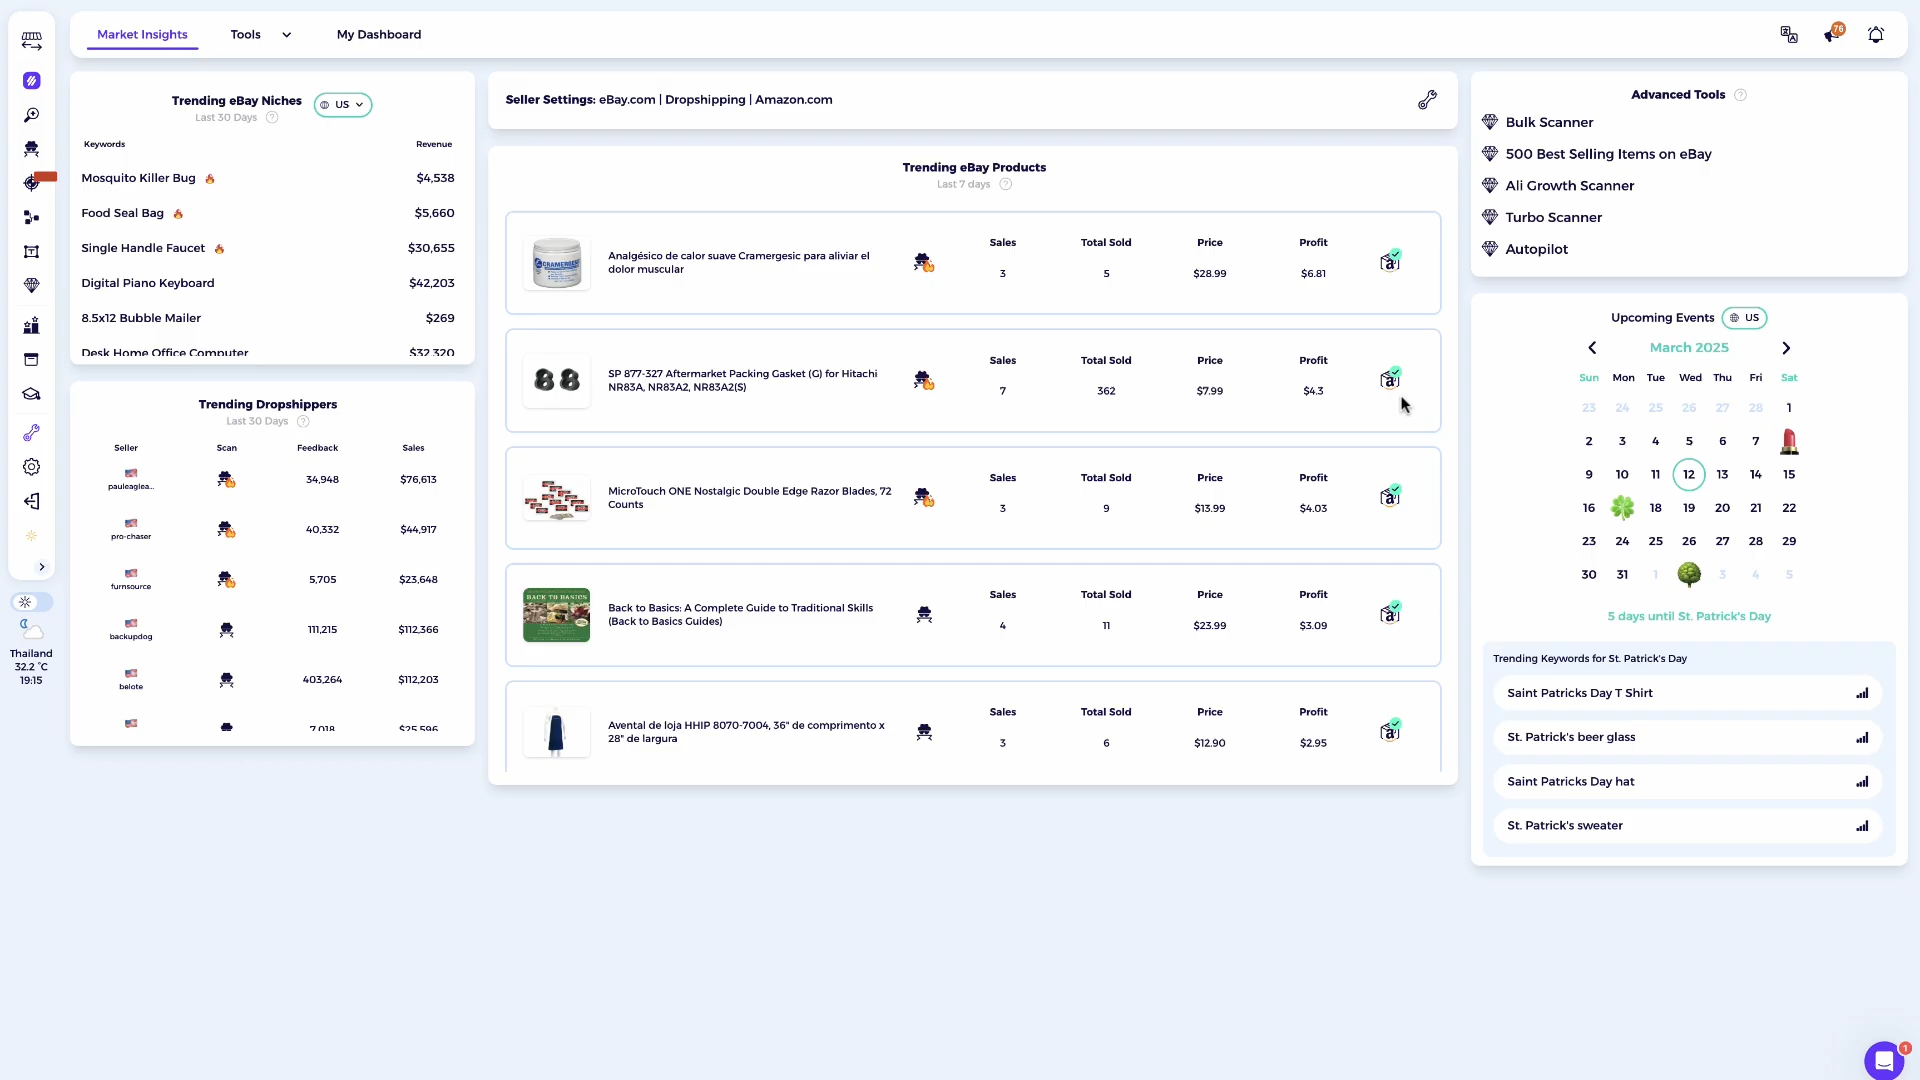 Market Insights
Tools
My Dashboard
76
Trending eBay Niches
US
Last 30 Days
Keywords
Revenue
Mosquito Killer Bug
$4,538
Food Seal Bag
$5,660
Single Handle Faucet
$30,655
Digital Piano Keyboard
$42,203
8.5x12 Bubble Mailer
$269
Desk Home Office Computer
$32,320
Trending Dropshippers
Last 30 Days
Seller
Scan
Feedback
Sales
pauleaglea...
34,948
$76,613
pro-chaser
40,332
$44,917
furnsource
5,705
$23,648
backupdog
111,215
$112,366
belote
403,264
$112,203
7,018
$25,596
Thailand
32.2 °C
19:15
Seller Settings: eBay.com | Dropshipping | Amazon.com
Trending eBay Products
Last 7 days
Analgésico de calor suave Cramergesic para aliviar el
dolor muscular
Sales
Total Sold
Price
Profit
3
5
$28.99
$6.81
SP 877-327 Aftermarket Packing Gasket (G) for Hitachi
NR83A, NR83A2, NR83A2(S)
Sales
Total Sold
Price
Profit
7
362
$7.99
$4.3
MicroTouch ONE Nostalgic Double Edge Razor Blades, 72
Counts
Sales
Total Sold
Price
Profit
3
9
$13.99
$4.03
BACK TO BASICS
Back to Basics: A Complete Guide to Traditional Skills
(Back to Basics Guides)
Sales
Total Sold
Price
Profit
4
11
$23.99
$3.09
Avental de loja HHIP 8070-7004, 36" de comprimento x
28" de largura
Sales
Total Sold
Price
Profit
3
6
$12.90
$2.95
Advanced Tools
Bulk Scanner
500 Best Selling Items on eBay
Ali Growth Scanner
Turbo Scanner
Autopilot
Upcoming Events
US
March 2025
Sun Mon Tue Wed Thu Fri Sat
23 24 25 26 27 28 1
2 3 4 5 6 7
9 10 11 12 13 14 15
16 18 19 20 21 22
23 24 25 26 27 28 29
30 31 1 3 4 5
5 days until St. Patrick's Day
Trending Keywords for St. Patrick's Day
Saint Patricks Day T Shirt
St. Patrick's beer glass
Saint Patricks Day hat
St. Patrick's sweater
1